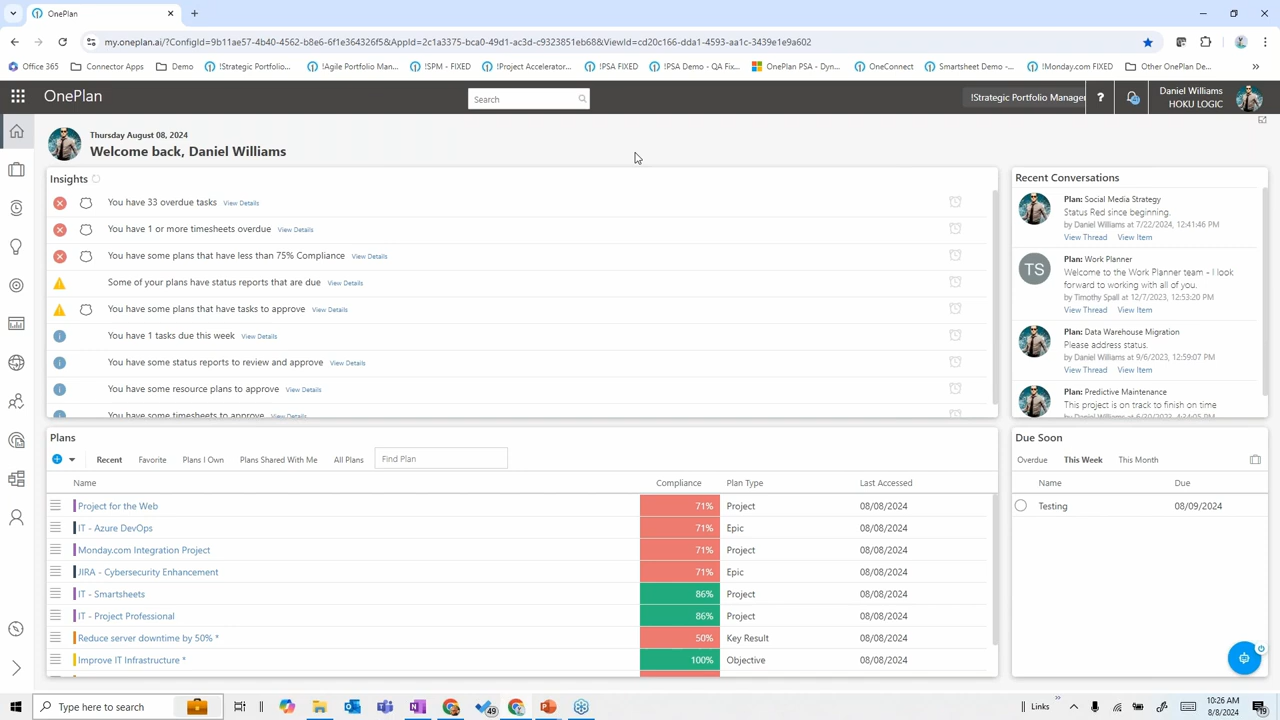 OnePlan
my.oneplan.ai/?ConfigId=9b11ae57-4b40-4562-b8e6-6f1e364326f5&AppId=2c1a3375-bca0-49d1-ac3d-c9323851eb68&ViewId=cd20c166-dda1-4593-aa1c-3439e1e9a602
Office 365 Connector Apps Demo !Strategic Portfolio... !Agile Portfolio Man... !SPM - FIXED !Project Accelerator... !PSA FIXED !PSA Demo - QA Fix... OnePlan PSA - Dyn... OneConnect Smartsheet Demo -... !Monday.com FIXED Other OnePlan De...
OnePlan
Search
!Strategic Portfolio Manager
?
Daniel Williams
HOKU LOGIC
Thursday August 08, 2024
Welcome back, Daniel Williams
Insights
You have 33 overdue tasks View Details
You have 1 or more timesheets overdue View Details
You have some plans that have less than 75% Compliance View Details
Some of your plans have status reports that are due View Details
You have some plans that have tasks to approve View Details
You have 1 tasks due this week View Details
You have some status reports to review and approve View Details
You have some resource plans to approve View Details
You have some timesheets to approve View Details
Recent Conversations
Plan: Social Media Strategy
Status Red since beginning.
by Daniel Williams at 7/22/2024, 12:41:46 PM
View Thread View Item
TS
Plan: Work Planner
Welcome to the Work Planner team - I look
forward to working with all of you.
by Timothy Spall at 12/7/2023, 12:53:20 PM
View Thread View Item
Plan: Data Warehouse Migration
Please address status.
by Daniel Williams at 9/6/2023, 12:59:07 PM
View Thread View Item
Plan: Predictive Maintenance
This project is on track to finish on time
by Daniel Williams at 6/30/2023, 4:34:05 PM
Plans
Recent Favorite Plans I Own Plans Shared With Me All Plans Find Plan
Name Compliance Plan Type Last Accessed
Project for the Web 71% Project 08/08/2024
IT - Azure DevOps 71% Epic 08/08/2024
Monday.com Integration Project 71% Project 08/08/2024
JIRA - Cybersecurity Enhancement 71% Epic 08/08/2024
IT - Smartsheets 86% Project 08/08/2024
IT - Project Professional 86% Project 08/08/2024
Reduce server downtime by 50% * 50% Key Result 08/08/2024
Improve IT Infrastructure * 100% Objective 08/08/2024
Due Soon
Overdue This Week This Month
Name Due
Testing 08/09/2024
Type here to search
49
Links
10:26 AM
8/8/2024
19